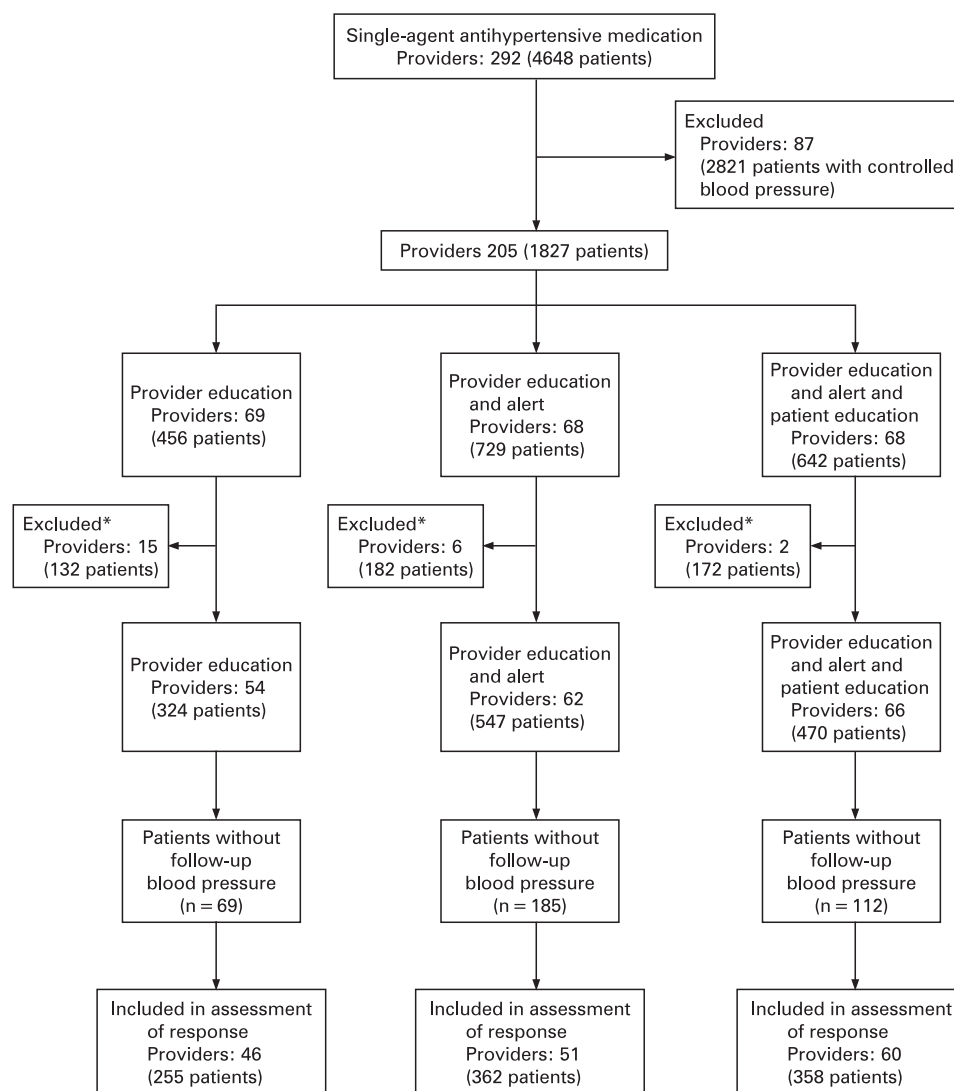 Single-agent antihypertensive medication
Providers: 292 (4648 patients)
Excluded
Providers: 87
(2821 patients with controlled
blood pressure)
Providers 205 (1827 patients)
Provider education
Providers: 69
(456 patients)
Provider education
and alert
Providers: 68
(729 patients)
Provider education
and alert and
patient education
Providers: 68
(642 patients)
Excluded*
Providers: 15
(132 patients)
Excluded*
Providers: 6
(182 patients)
Excluded*
Providers: 2
(172 patients)
Provider education
Providers: 54
(324 patients)
Provider education
and alert
Providers: 62
(547 patients)
Provider education
and alert and
patient education
Providers: 66
(470 patients)
Patients without
follow-up
blood pressure
(n = 69)
Patients without
follow-up
blood pressure
(n = 185)
Patients without
follow-up
blood pressure
(n = 112)
Included in assessment
of response
Providers: 46
(255 patients)
Included in assessment
of response
Providers: 51
(362 patients)
Included in assessment
of response
Providers: 60
(358 patients)